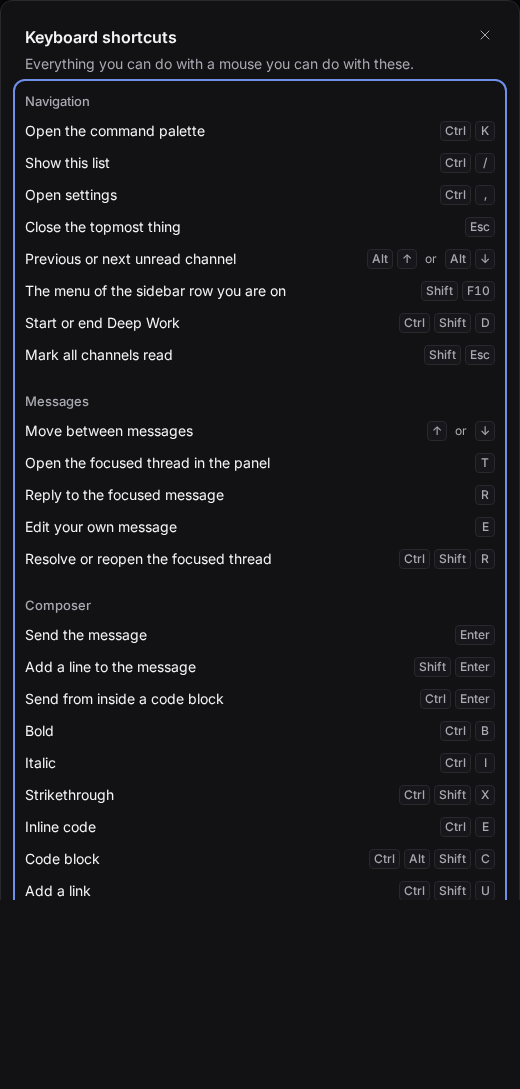 Keyboard shortcuts
Everything you can do with a mouse you can do with these.
Navigation
Open the command palette Ctrl K
Show this list Ctrl /
Open settings Ctrl ,
Close the topmost thing Esc
Previous or next unread channel Alt ↑ or Alt ↓
The menu of the sidebar row you are on Shift F10
Start or end Deep Work Ctrl Shift D
Mark all channels read Shift Esc
Messages
Move between messages ↑ or ↓
Open the focused thread in the panel T
Reply to the focused message R
Edit your own message E
Resolve or reopen the focused thread Ctrl Shift R
Composer
Send the message Enter
Add a line to the message Shift Enter
Send from inside a code block Ctrl Enter
Bold Ctrl B
Italic Ctrl I
Strikethrough Ctrl Shift X
Inline code Ctrl E
Code block Ctrl Alt Shift C
Add a link Ctrl Shift U